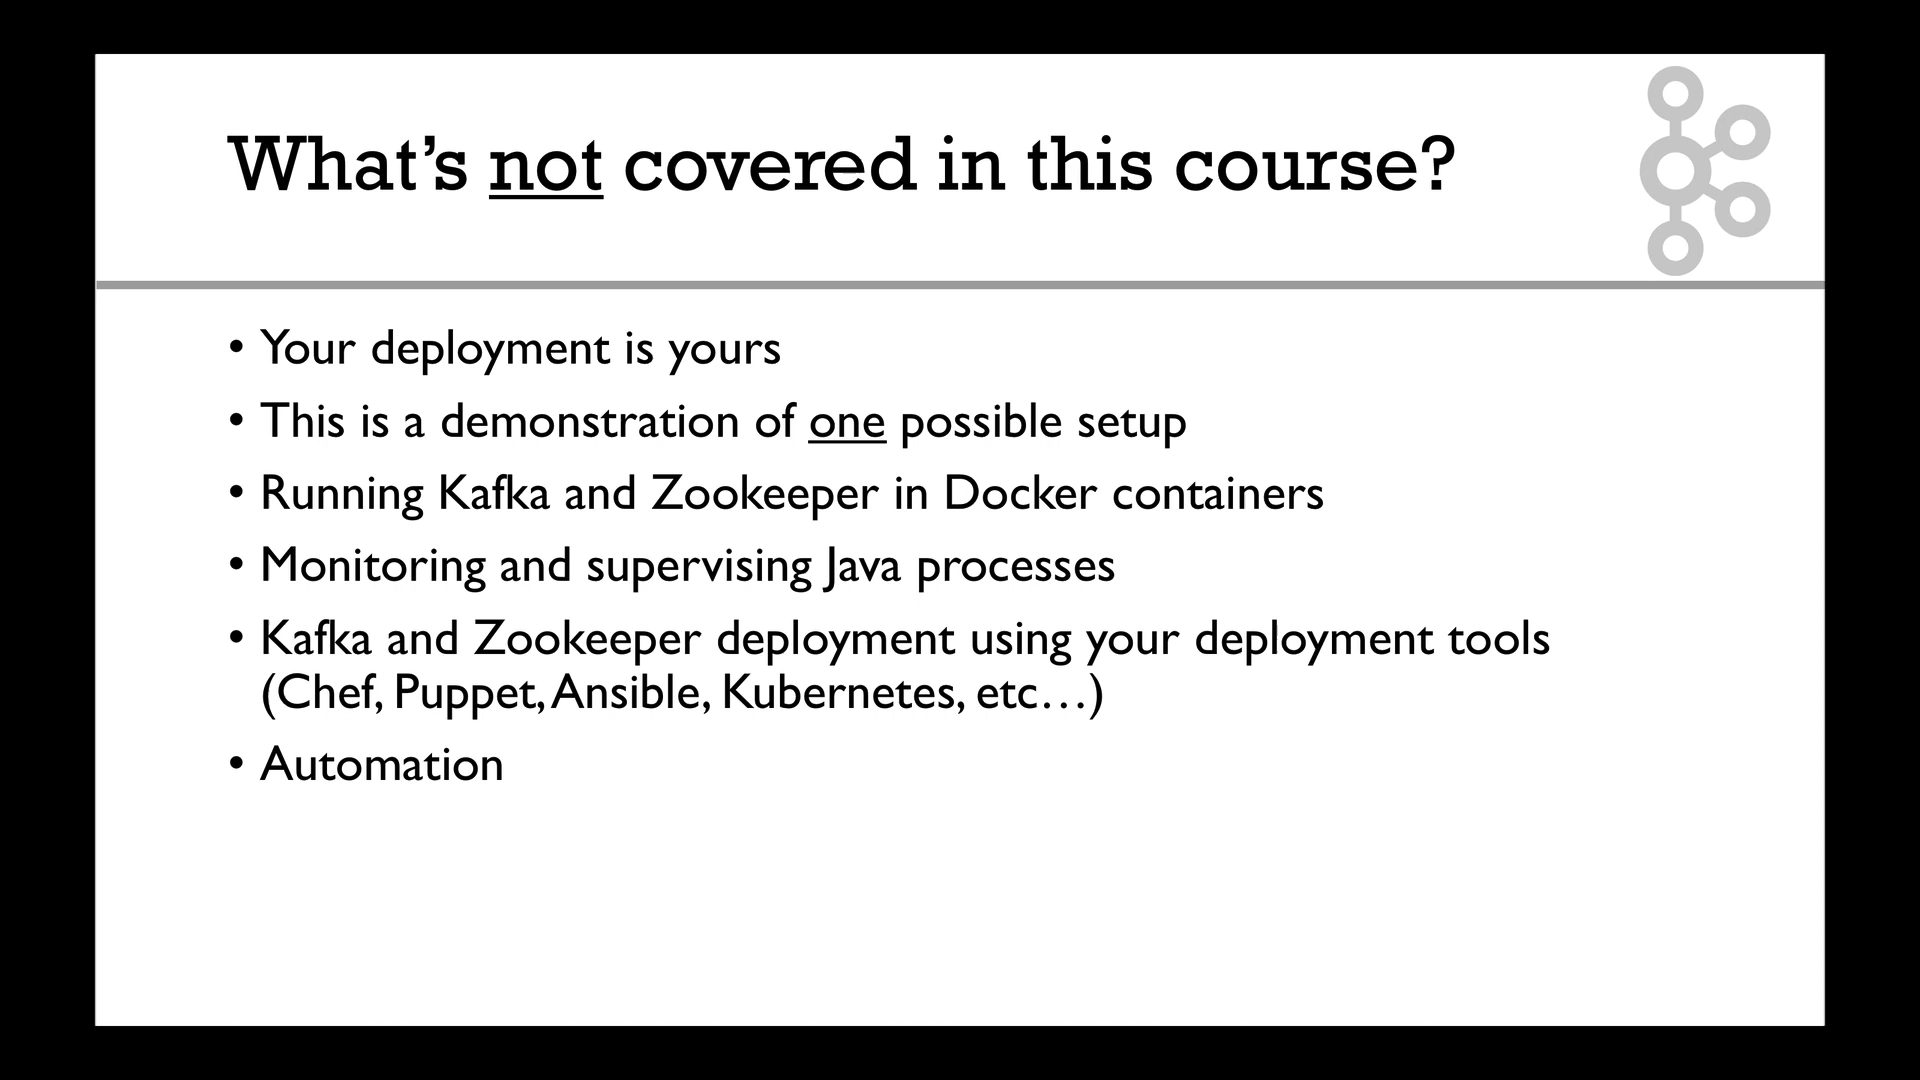 What’s not covered in this course?
• Your deployment is yours
• This is a demonstration of one possible setup
• Running Kafka and Zookeeper in Docker containers
• Monitoring and supervising Java processes
• Kafka and Zookeeper deployment using your deployment tools
(Chef, Puppet, Ansible, Kubernetes, etc…)
• Automation